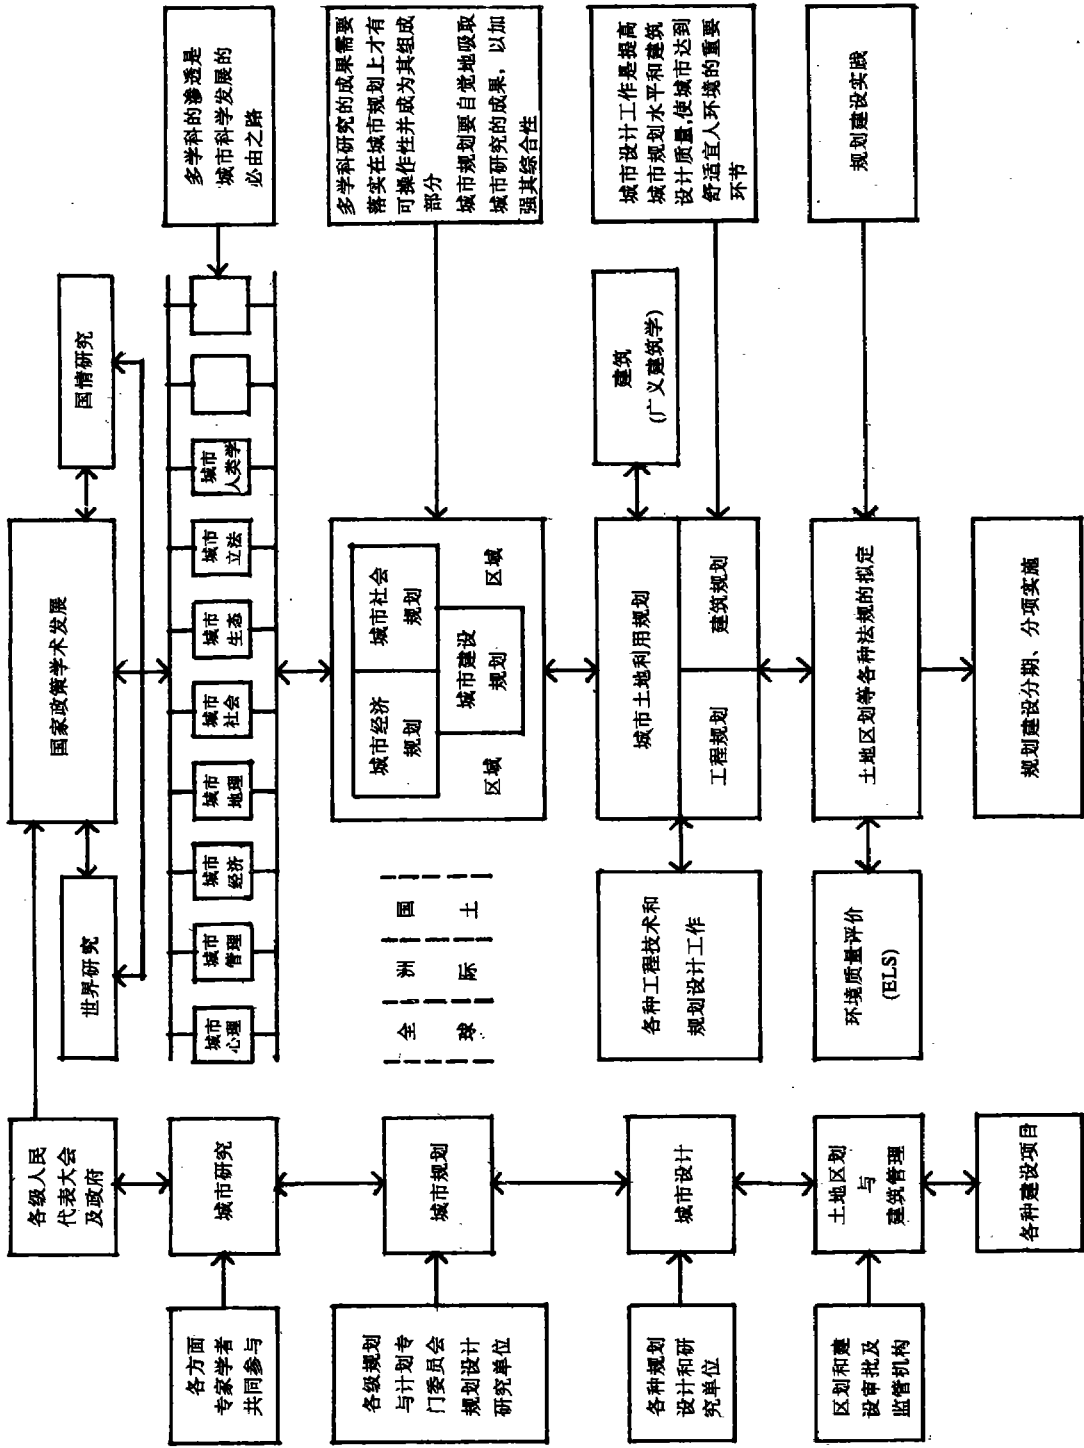 各级人民
代表大会
及政府
国家政策学术发展
世界研究
国情研究
各方面
专家学者
共同参与
城市研究
城市
心理
城市
管理
城市
经济
城市
地理
城市
社会
城市
生态
城市
立法
城市
人类学
多学科的渗透是
城市科学发展的
必由之路
各级规划
与计划专
门委员会
规划设计
研究单位
城市规划
全
球
洲
际
国
土
城市经济
规划
城市社会
规划
城市建设
规划
区域
区域
多学科研究的成果需要
落实在城市规划上才有
可操作性并成为其组成
部分
城市规划要自觉地吸取
城市研究的成果，以加
强其综合性
各种规划
设计和研
究单位
城市设计
各种工程技术和
规划设计工作
城市土地利用规划
工程规划
建筑规划
建筑
(广义建筑学)
城市设计工作是提高
城市规划水平和建筑
设计质量,使城市达到
舒适宜人环境的重要
环节
区划和建
设审批及
监管机构
土地区划
与
建筑管理
环境质量评价
(ELS)
土地区划等各种法规的拟定
规划建设实践
各种建设项目
规划建设分期、分项实施